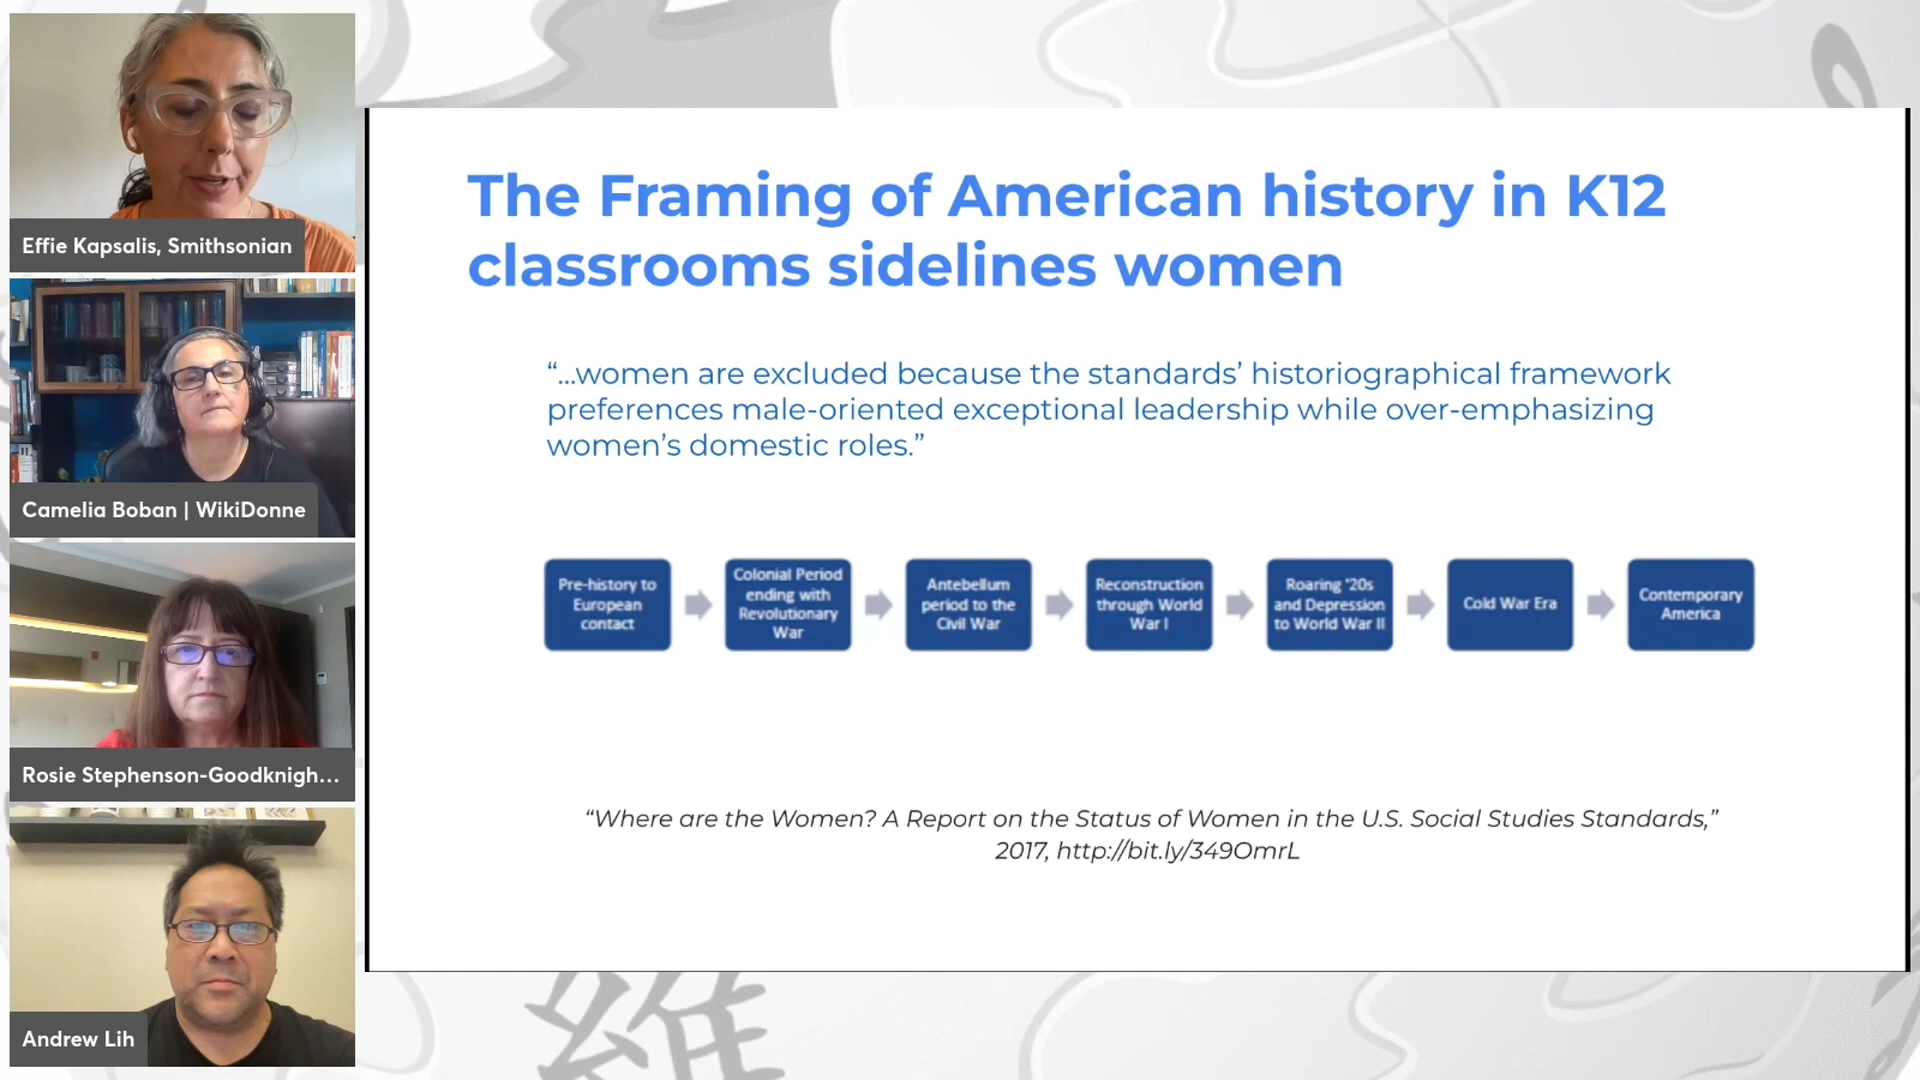 Effie Kapsalis, Smithsonian
Camelia Boban | WikiDonne
Rosie Stephenson-Goodknigh…
Andrew Lih
The Framing of American history in K12
classrooms sidelines women
“…women are excluded because the standards’ historiographical framework
preferences male-oriented exceptional leadership while over-emphasizing
women’s domestic roles.”
Pre-history to
European
contact
Colonial Period
ending with
Revolutionary
War
Antebellum
period to the
Civil War
Reconstruction
through World
War I
Roaring '20s
and Depression
to World War II
Cold War Era
Contemporary
America
“Where are the Women? A Report on the Status of Women in the U.S. Social Studies Standards,”
2017, http://bit.ly/349OmrL
維